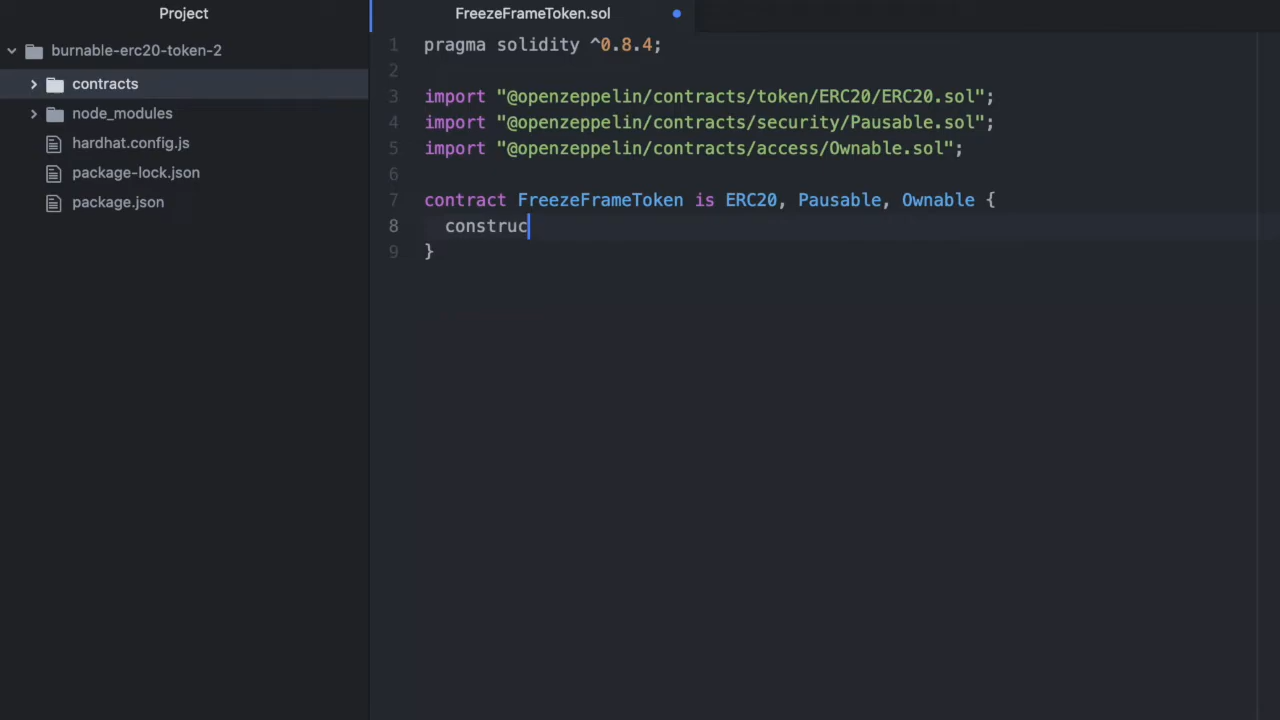 Project
burnable-erc20-token-2
contracts
node_modules
hardhat.config.js
package-lock.json
package.json
FreezeFrameToken.sol
1 pragma solidity ^0.8.4;
2
3 import "@openzeppelin/contracts/token/ERC20/ERC20.sol";
4 import "@openzeppelin/contracts/security/Pausable.sol";
5 import "@openzeppelin/contracts/access/Ownable.sol";
6
7 contract FreezeFrameToken is ERC20, Pausable, Ownable {
8 construc
9 }